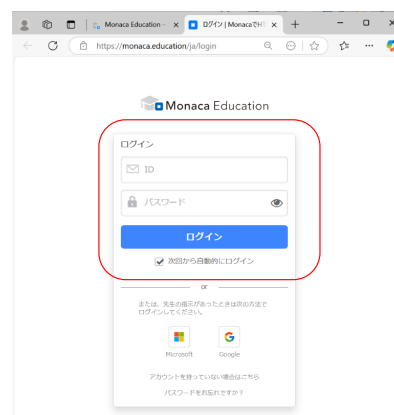 Monaca Education -
ログイン | MonacaでHT
https://monaca.education/ja/login
Monaca Education
ログイン
ID
パスワード
ログイン
次回から自動的にログイン
or
または、先生の指示があったときは次の方法で
ログインしてください。
Microsoft
Google
アカウントを持っていない場合はこちら
パスワードをお忘れですか?